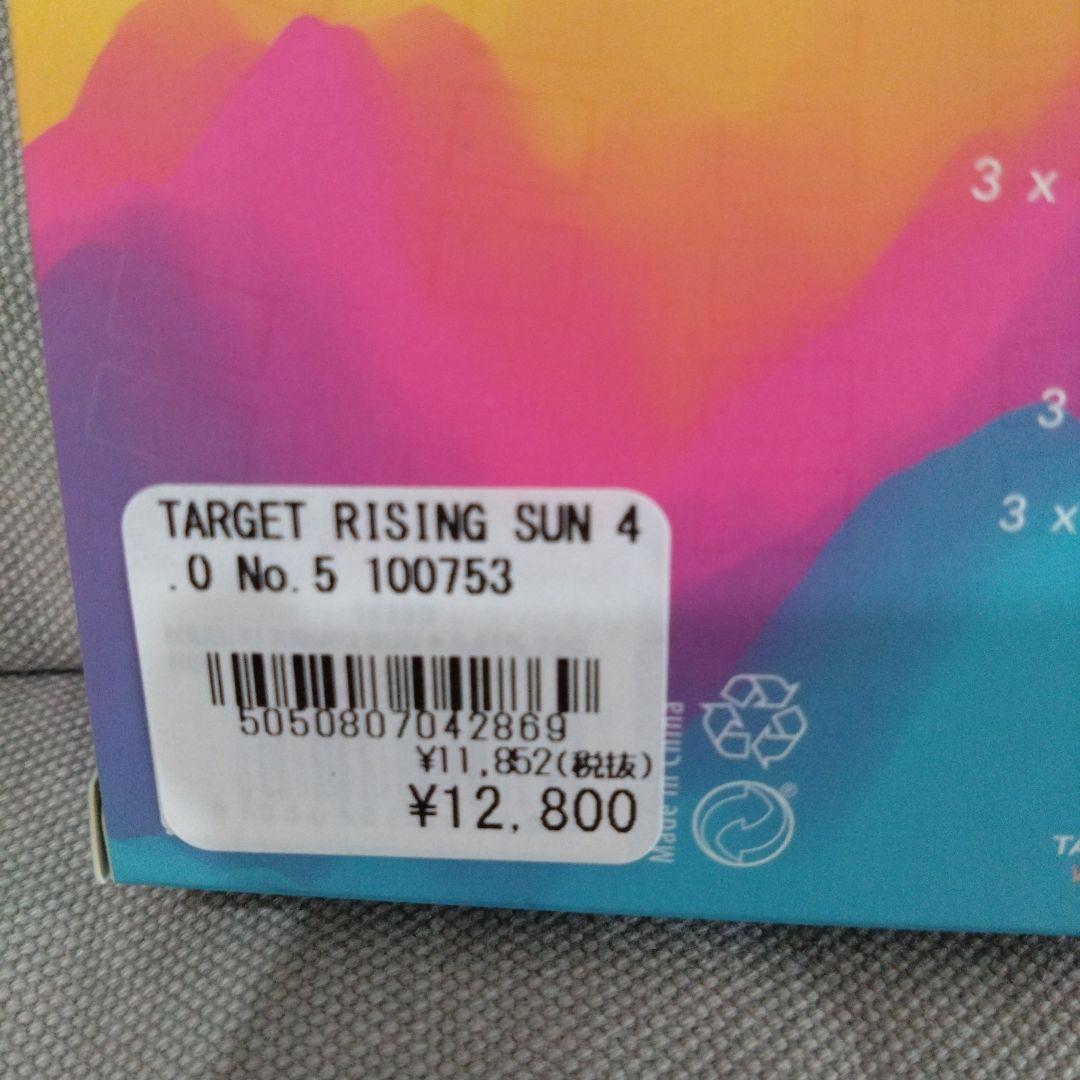 3 x
3
3 x
TARGET RISING SUN 4
.0 No.5 100753
5050807042869
¥11,852(税抜)
¥12,800
Made in China
TA